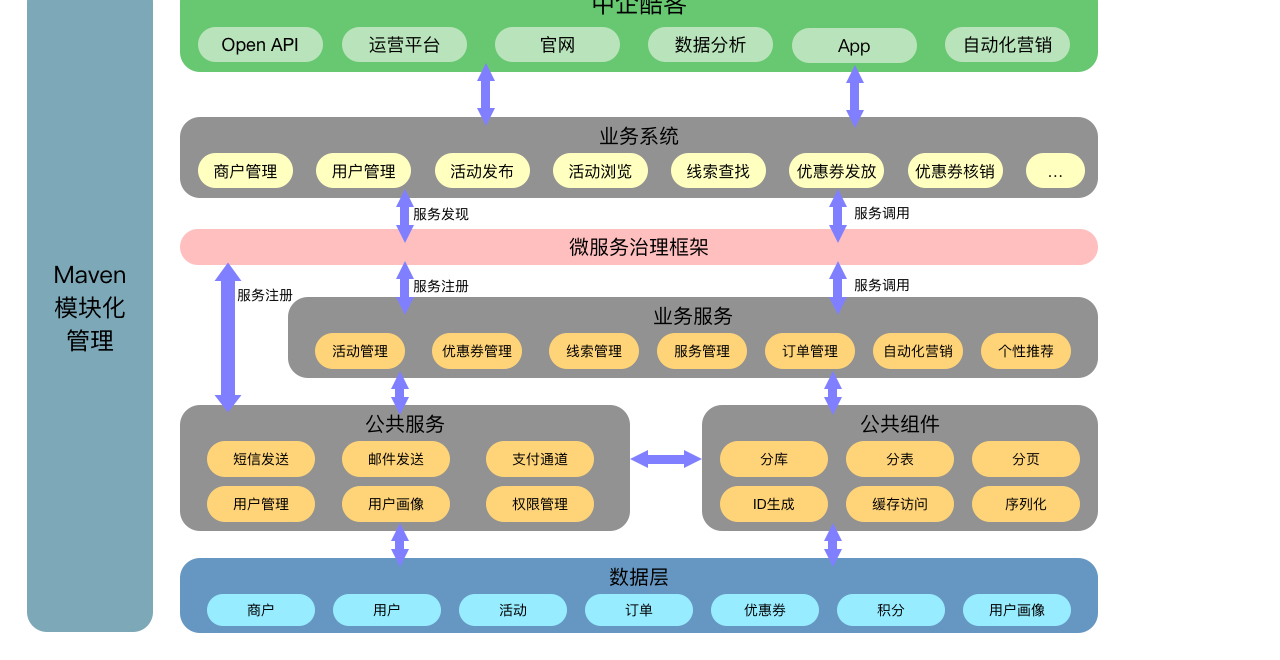 中企酷客
Open API
运营平台
官网
数据分析
App
自动化营销
业务系统
商户管理
用户管理
活动发布
活动浏览
线索查找
优惠券发放
优惠券核销
...
服务发现
服务调用
微服务治理框架
Maven
模块化
管理
服务注册
服务注册
服务调用
业务服务
活动管理
优惠券管理
线索管理
服务管理
订单管理
自动化营销
个性推荐
公共服务
短信发送
邮件发送
支付通道
用户管理
用户画像
权限管理
公共组件
分库
分表
分页
ID生成
缓存访问
序列化
数据层
商户
用户
活动
订单
优惠券
积分
用户画像